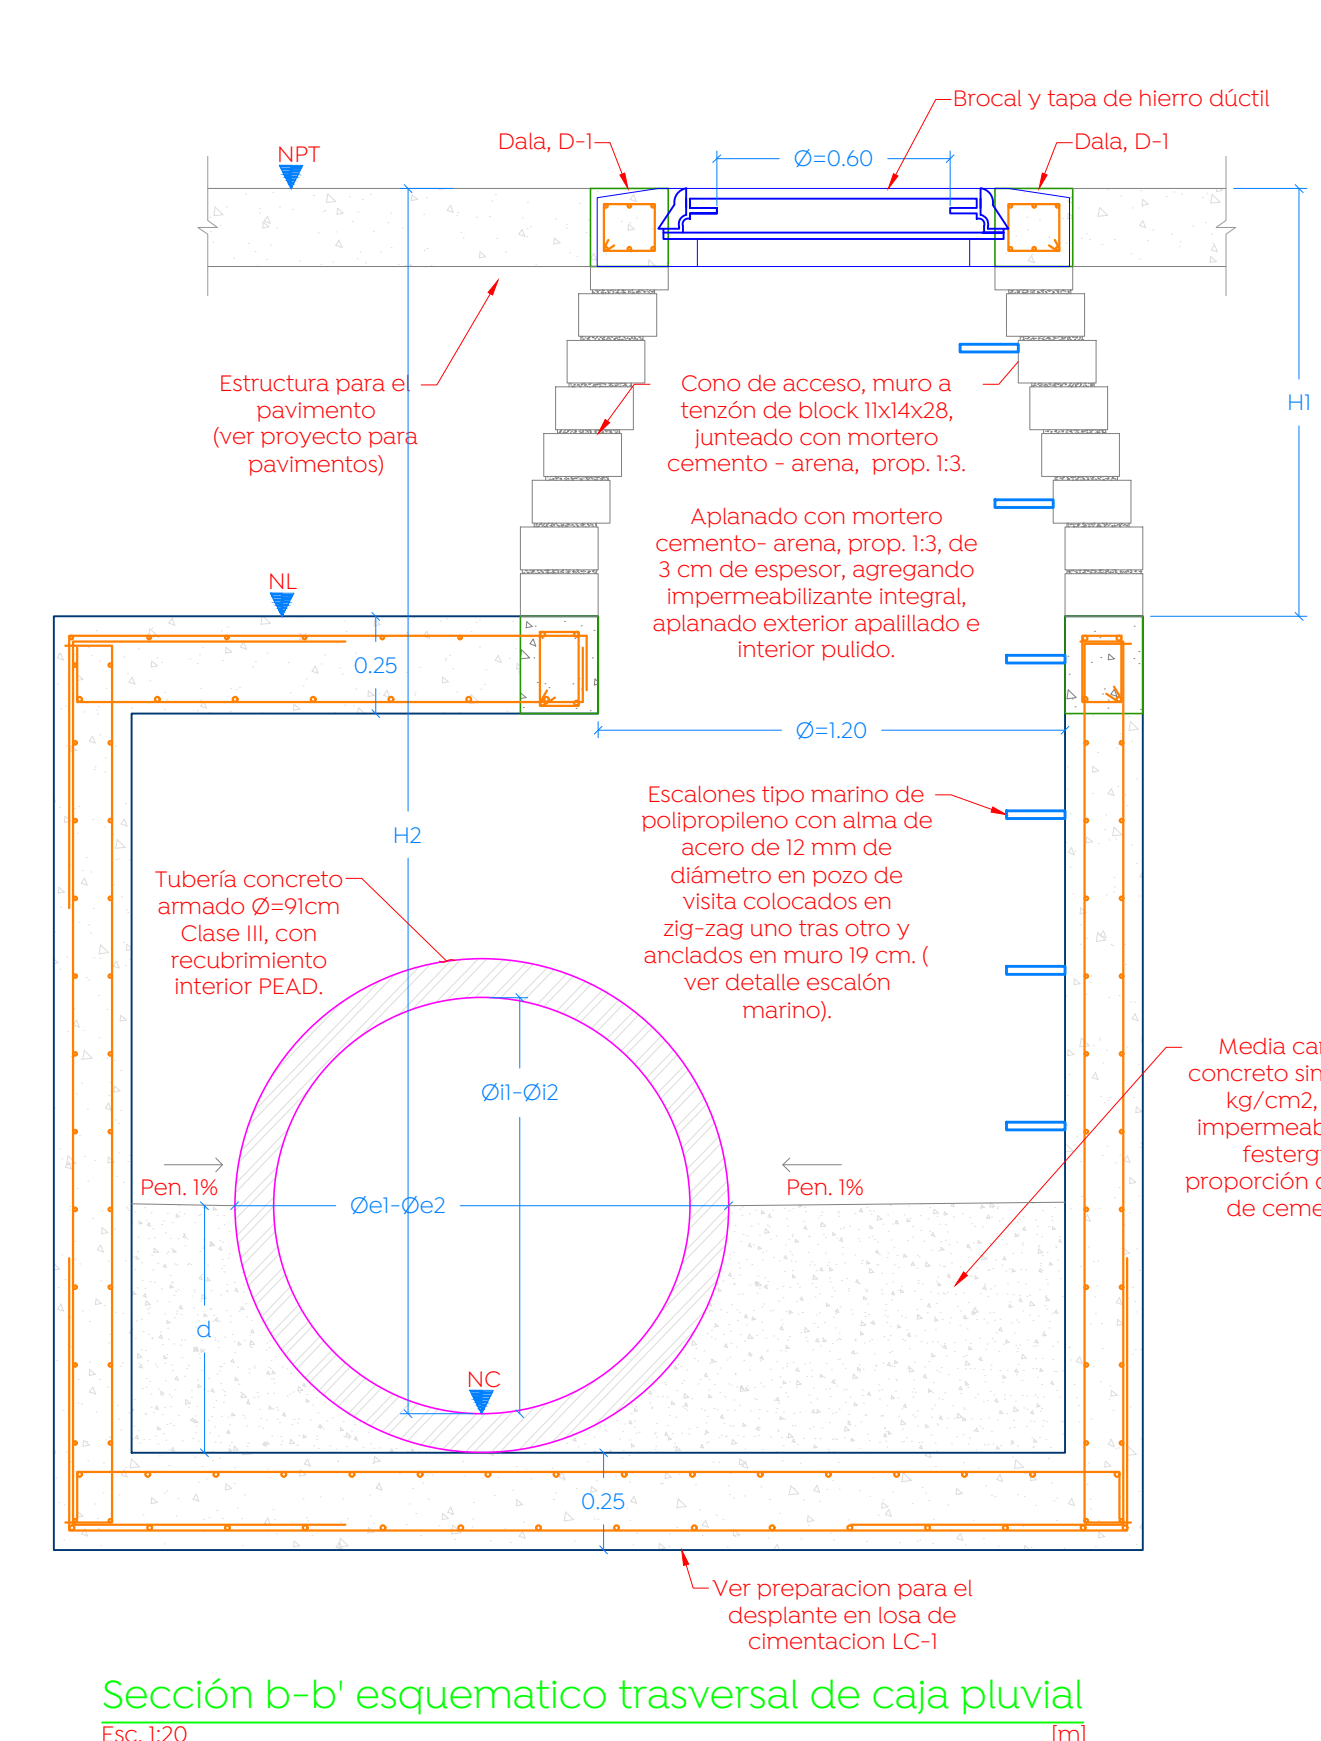 Brocal y tapa de hierro dúctil
Dala, D-1
Dala, D-1
NPT
Ø=0.60
Estructura para el
pavimento
(ver proyecto para
pavimentos)
Cono de acceso, muro a
tenzón de block 11x14x28,
junteado con mortero
cemento - arena, prop. 1:3.
H1
Aplanado con mortero
cemento- arena, prop. 1:3, de
3 cm de espesor, agregando
impermeabilizante integral,
aplanado exterior apalillado e
interior pulido.
NL
0.25
Ø=1.20
H2
Escalones tipo marino de
polipropileno con alma de
acero de 12 mm de
diámetro en pozo de
visita colocados en
zig-zag uno tras otro y
anclados en muro 19 cm. (
ver detalle escalón
marino).
Tubería concreto
armado Ø=91cm
Clase III, con
recubrimiento
interior PEAD.
Media
concreto
kg/cm2,
proporción
de
Øi1-Øi2
Pen. 1%
Pen. 1%
Øe1-Øe2
d
NC
0.25
Ver preparacion para el
desplante en losa de
cimentacion LC-1
Sección b-b' esquematico trasversal de caja pluvial
Esc. 1:20
[m]